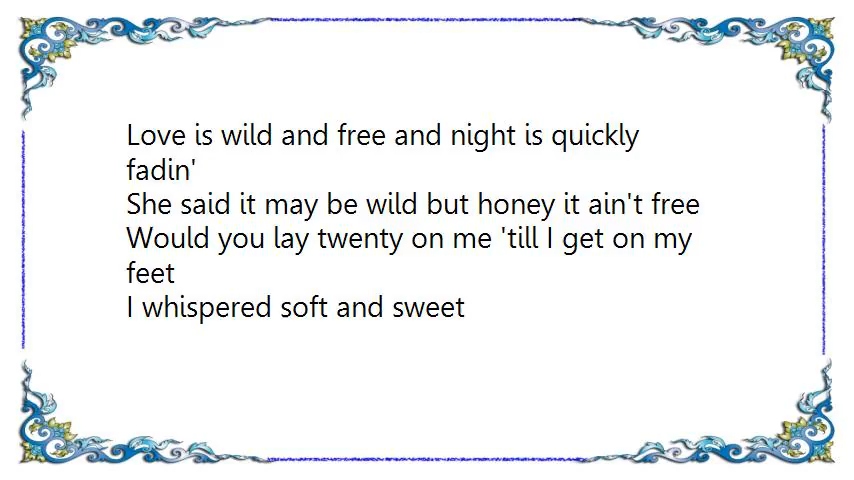 Love is wild and free and night is quickly
fadin'
She said it may be wild but honey it ain't free
Would you lay twenty on me 'till I get on my
feet
I whispered soft and sweet